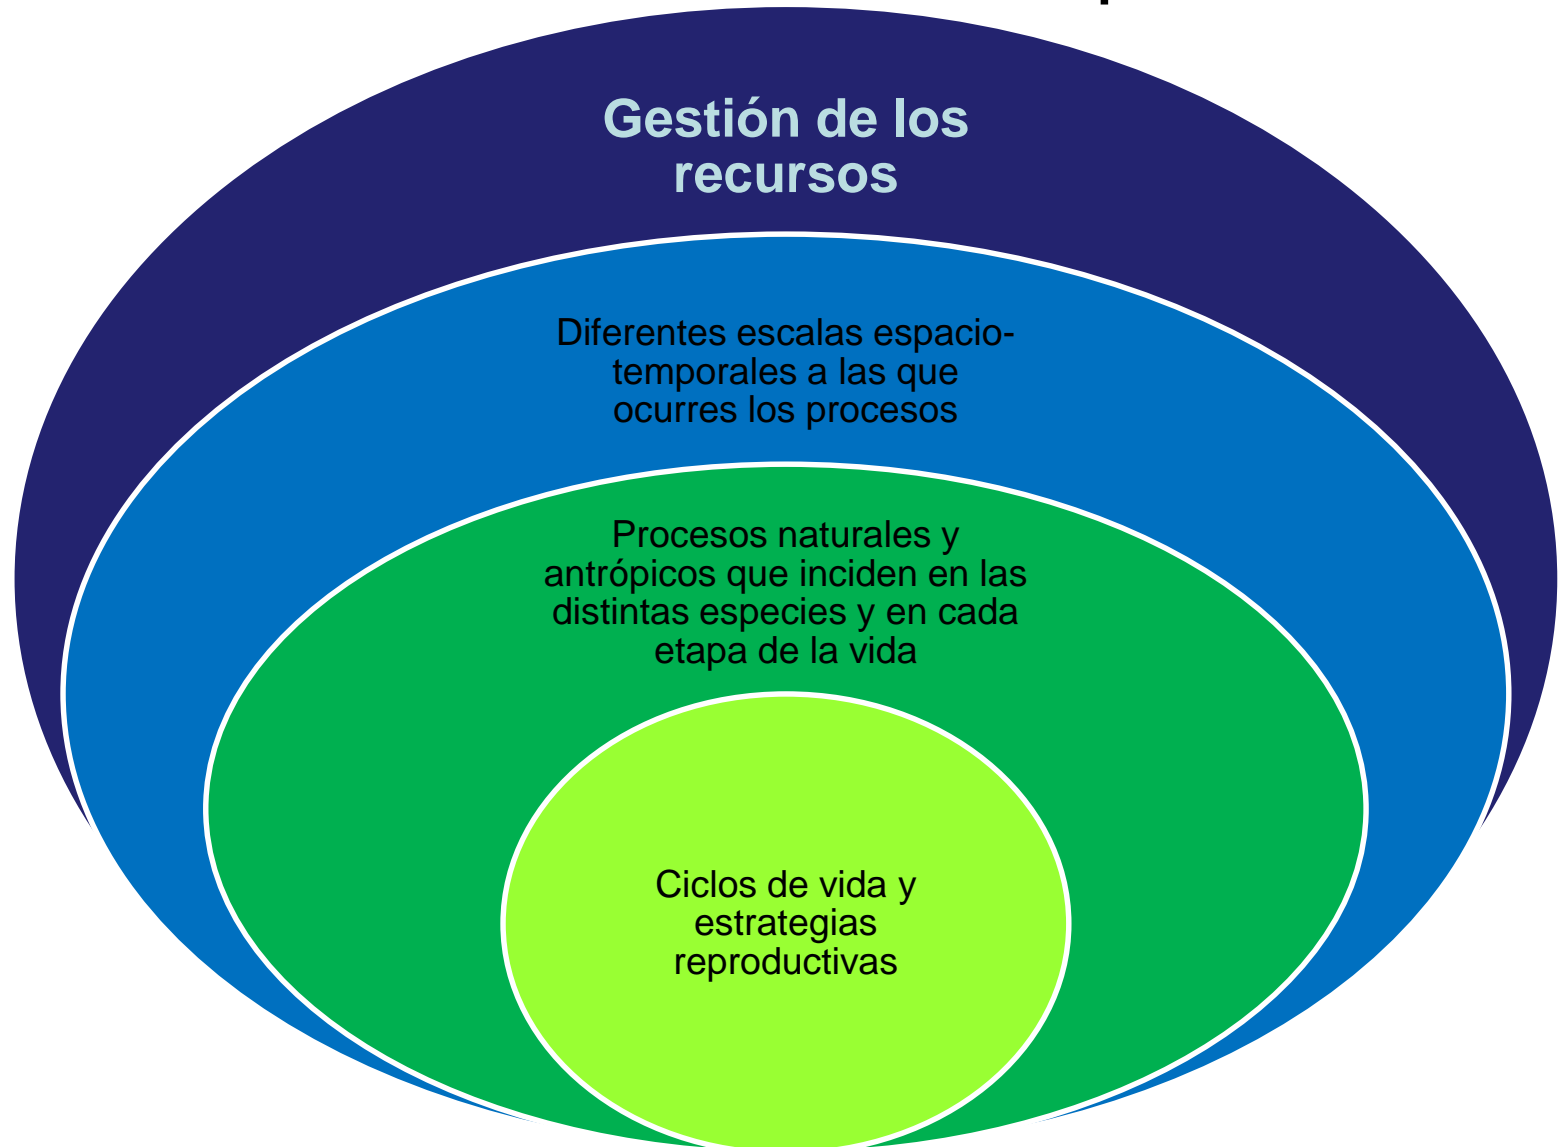 Gestión de los
recursos
Diferentes escalas espacio-
temporales a las que
ocurres los procesos
Procesos naturales y
antrópicos que inciden en las
distintas especies y en cada
etapa de la vida
Ciclos de vida y
estrategias
reproductivas